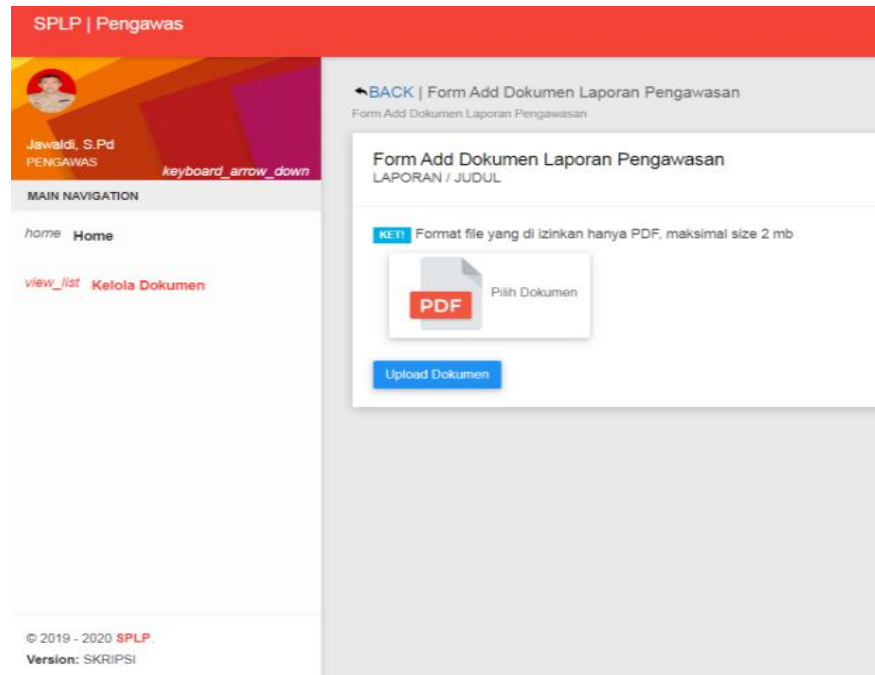 SPLP | Pengawas
Jawaldi, S.Pd
PENGAWAS
keyboard_arrow_down
MAIN NAVIGATION
home Home
view_list Kelola Dokumen
© 2019 - 2020 SPLP.
Version: SKRIPSI
BACK | Form Add Dokumen Laporan Pengawasan
Form Add Dokumen Laporan Pengawasan
Form Add Dokumen Laporan Pengawasan
LAPORAN / JUDUL
KET! Format file yang di izinkan hanya PDF, maksimal size 2 mb
PDF Pilih Dokumen
Upload Dokumen